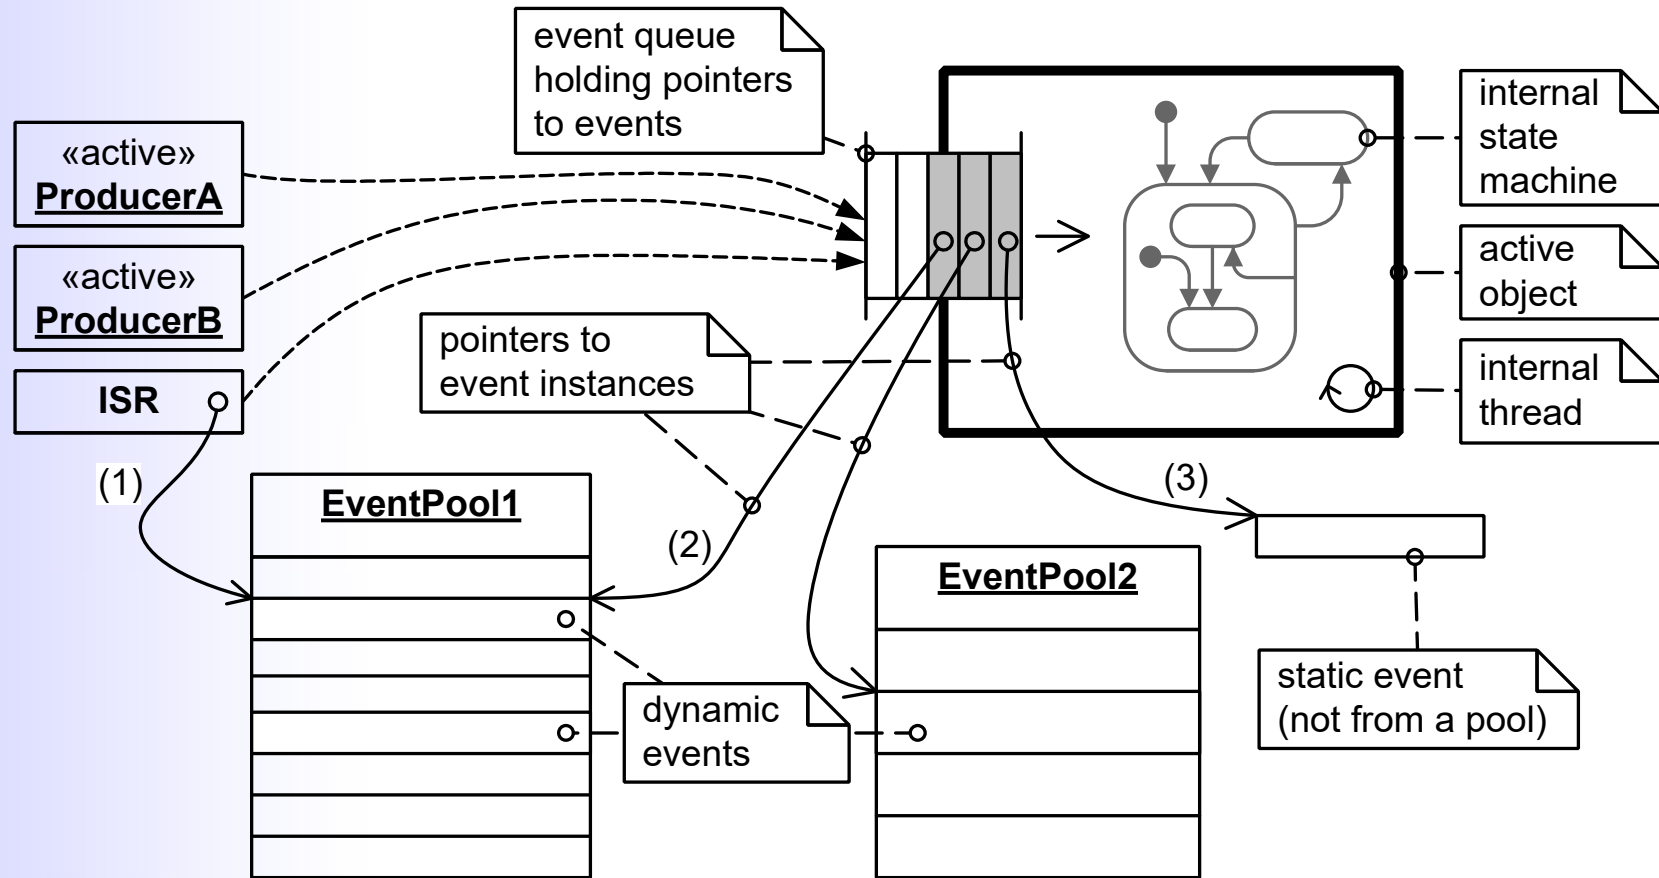 event queue
holding pointers
to events
«active»
ProducerA
«active»
ProducerB
ISR
internal
state
machine
active
object
internal
thread
pointers to
event instances
(1)
(2)
(3)
EventPool1
EventPool2
dynamic
events
static event
(not from a pool)